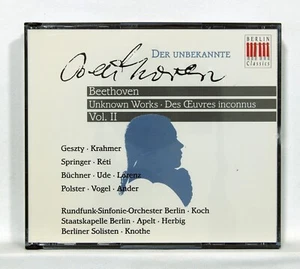 DER UNBEKANNTE
Beethoven
BERLIN
Classics
Beethoven
Unknown Works · Des Œuvres inconnus
Vol. II
Geszty · Krahmer
Springer · Réti
Büchner · Ude · Lorenz
Polster · Vogel · Ander
Rundfunk-Sinfonie-Orchester Berlin · Koch
Staatskapelle Berlin · Apelt · Herbig
Berliner Solisten · Knothe